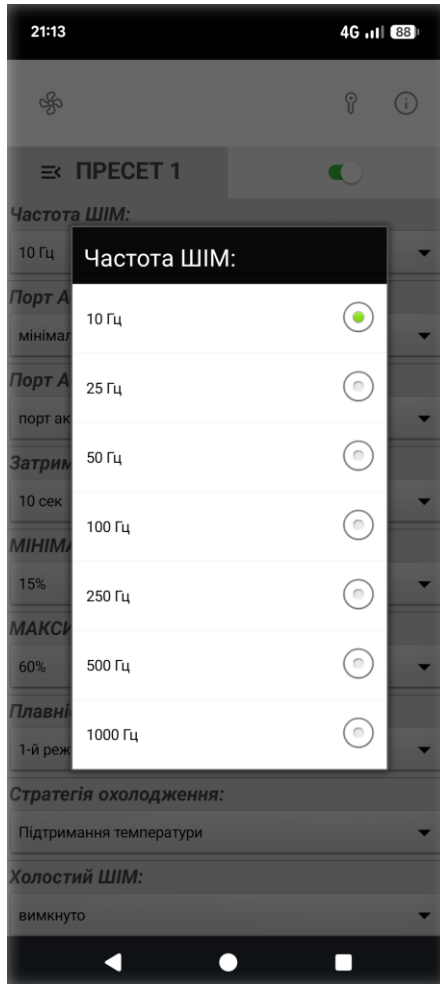 21:13
4G 88
ПРЕСЕТ 1
Частота ШІМ:
10 Гц
Частота ШІМ:
10 Гц
25 Гц
50 Гц
100 Гц
250 Гц
500 Гц
1000 Гц
Порт А
мінімал
Порт А
порт ак
Затрим
10 сек
МІНІМА
15%
МАКСИ
60%
Плавні
1-й реж
Стратегія охолодження:
Підтримання температури
Холостий ШІМ:
вимкнуто